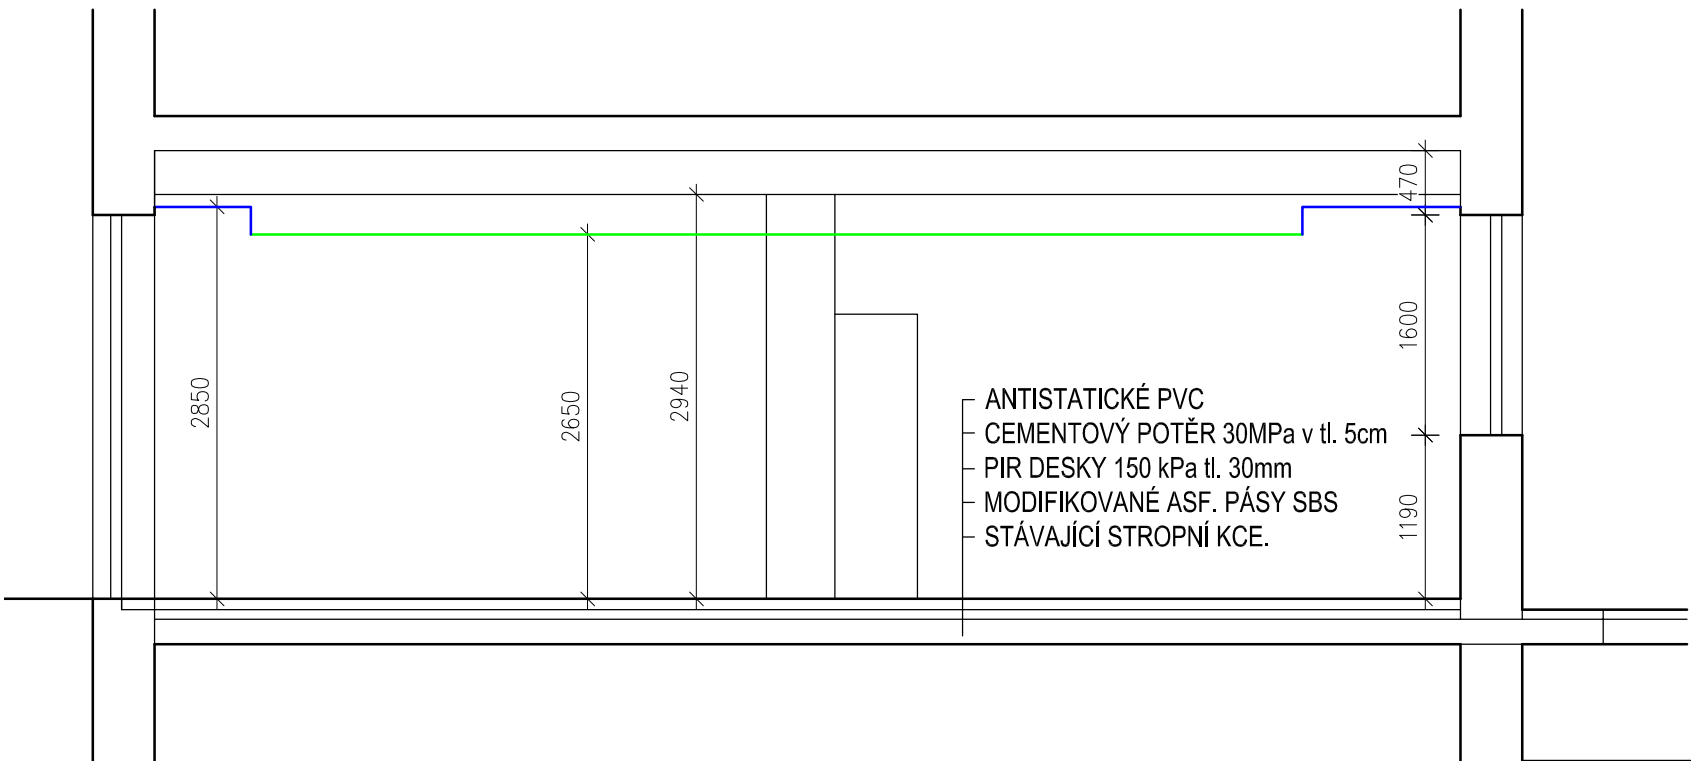 470
2850
2650
2940
1600
ANTISTATICKÉ PVC
CEMENTOVÝ POTĚR 30MPa v tl. 5cm
PIR DESKY 150 kPa tl. 30mm
MODIFIKOVANÉ ASF. PÁSY SBS
STÁVAJÍCÍ STROPNÍ KCE.
1190